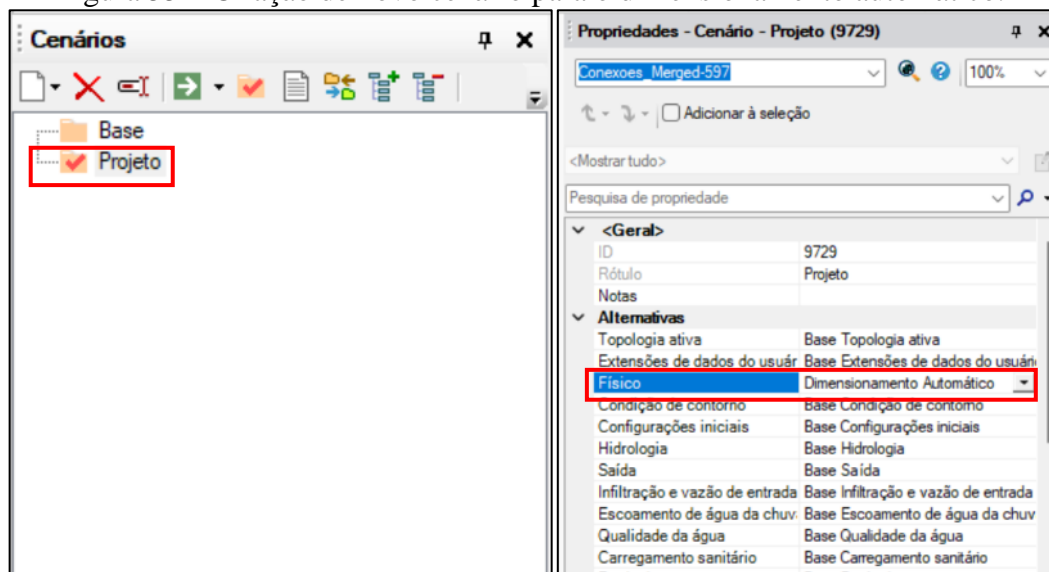 Cenários
Base
Projeto
Propriedades - Cenário - Projeto (9729)
Conexoes_Merged-597
100%
Adicionar à seleção
<Mostrar tudo>
Pesquisa de propriedade
<Geral>
ID 9729
Rótulo Projeto
Notas
Alternativas
Topologia ativa Base Topologia ativa
Extensões de dados do usuár Base Extensões de dados do usuári
Físico Dimensionamento Automático
Condição de contorno Base Condição de contorno
Configurações iniciais Base Configurações iniciais
Hidrologia Base Hidrologia
Saída Base Saída
Infiltração e vazão de entrada Base Infiltração e vazão de entrada
Escoamento de água da chuv Base Escoamento de água da chuv
Qualidade da água Base Qualidade da água
Carregamento sanitário Base Carregamento sanitário